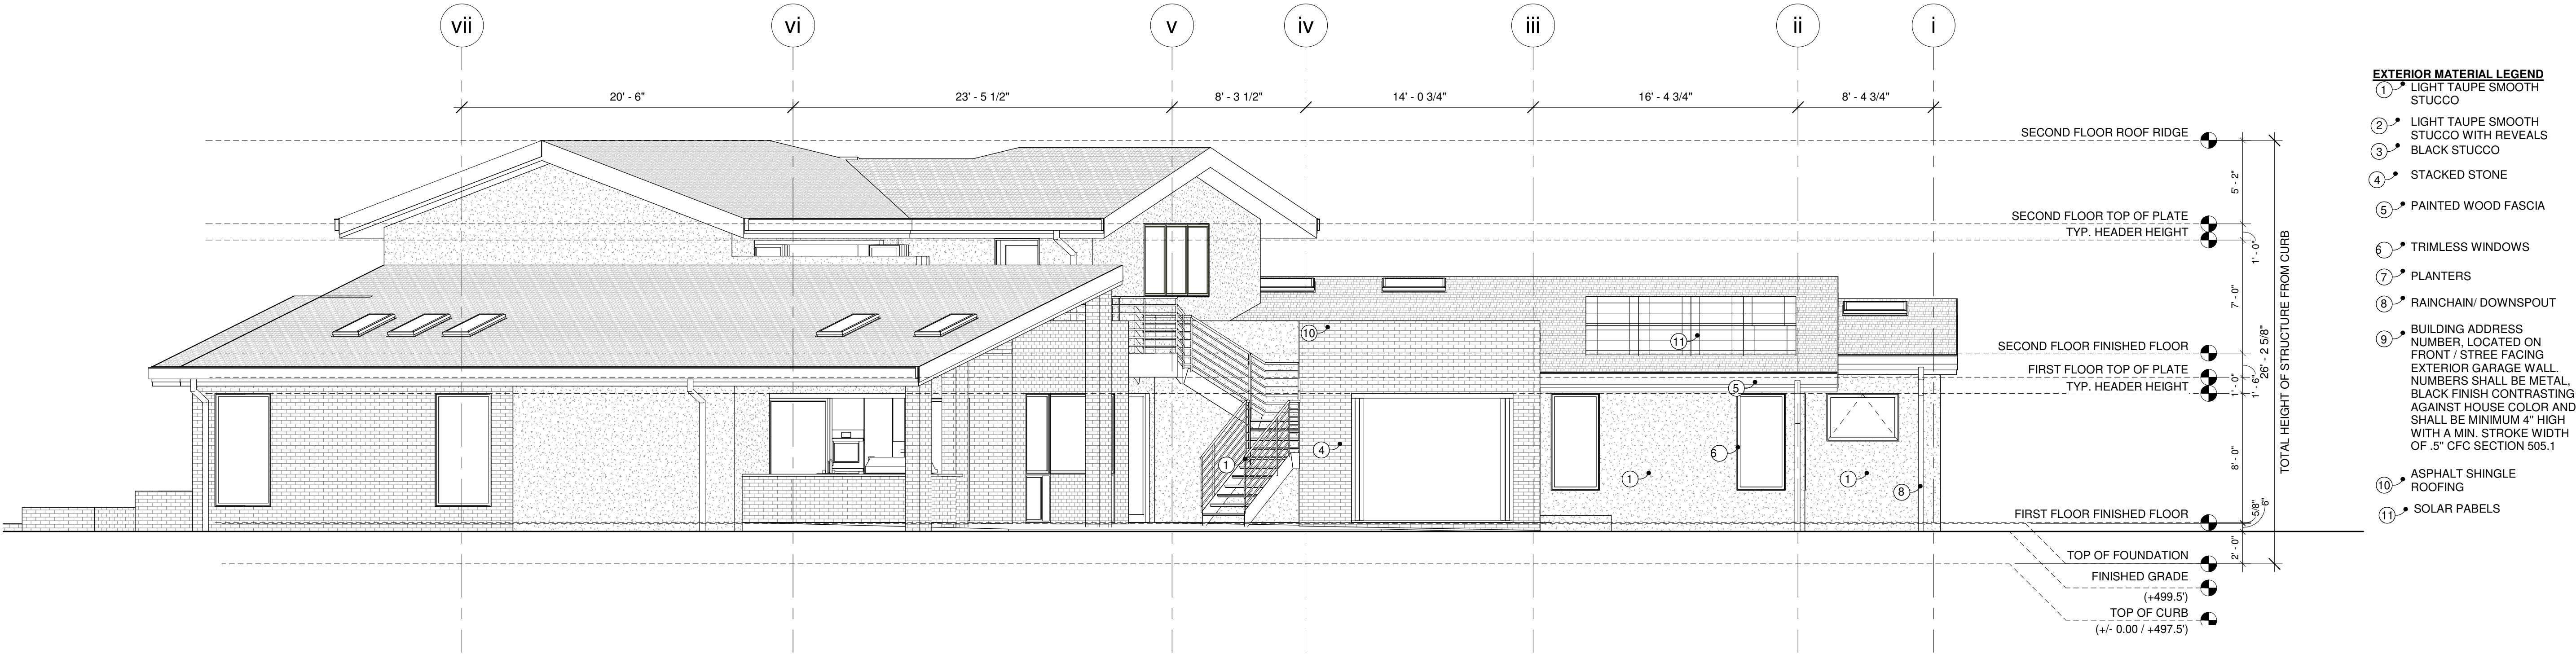 vii
vi
v
iv
iii
ii
i
20' - 6"
23' - 5 1/2"
8' - 3 1/2"
14' - 0 3/4"
16' - 4 3/4"
8' - 4 3/4"
SECOND FLOOR ROOF RIDGE
SECOND FLOOR TOP OF PLATE
TYP. HEADER HEIGHT
SECOND FLOOR FINISHED FLOOR
FIRST FLOOR TOP OF PLATE
TYP. HEADER HEIGHT
FIRST FLOOR FINISHED FLOOR
TOP OF FOUNDATION
FINISHED GRADE
(+499.5')
TOP OF CURB
(+/- 0.00 / +497.5')
5' - 2"
1' - 0"
7' - 0"
1' - 6"
1' - 0"
8' - 0"
5/8"
6"
2' - 0"
26' - 2 5/8"
TOTAL HEIGHT OF STRUCTURE FROM CURB
10
11
5
4
1
1
6
1
8
EXTERIOR MATERIAL LEGEND
1 LIGHT TAUPE SMOOTH
STUCCO
2 LIGHT TAUPE SMOOTH
STUCCO WITH REVEALS
3 BLACK STUCCO
4 STACKED STONE
5 PAINTED WOOD FASCIA
6 TRIMLESS WINDOWS
7 PLANTERS
8 RAINCHAIN/ DOWNSPOUT
9 BUILDING ADDRESS
NUMBER, LOCATED ON
FRONT / STREE FACING
EXTERIOR GARAGE WALL.
NUMBERS SHALL BE METAL,
BLACK FINISH CONTRASTING
AGAINST HOUSE COLOR AND
SHALL BE MINIMUM 4" HIGH
WITH A MIN. STROKE WIDTH
OF .5" CFC SECTION 505.1
10 ASPHALT SHINGLE
ROOFING
11 SOLAR PABELS